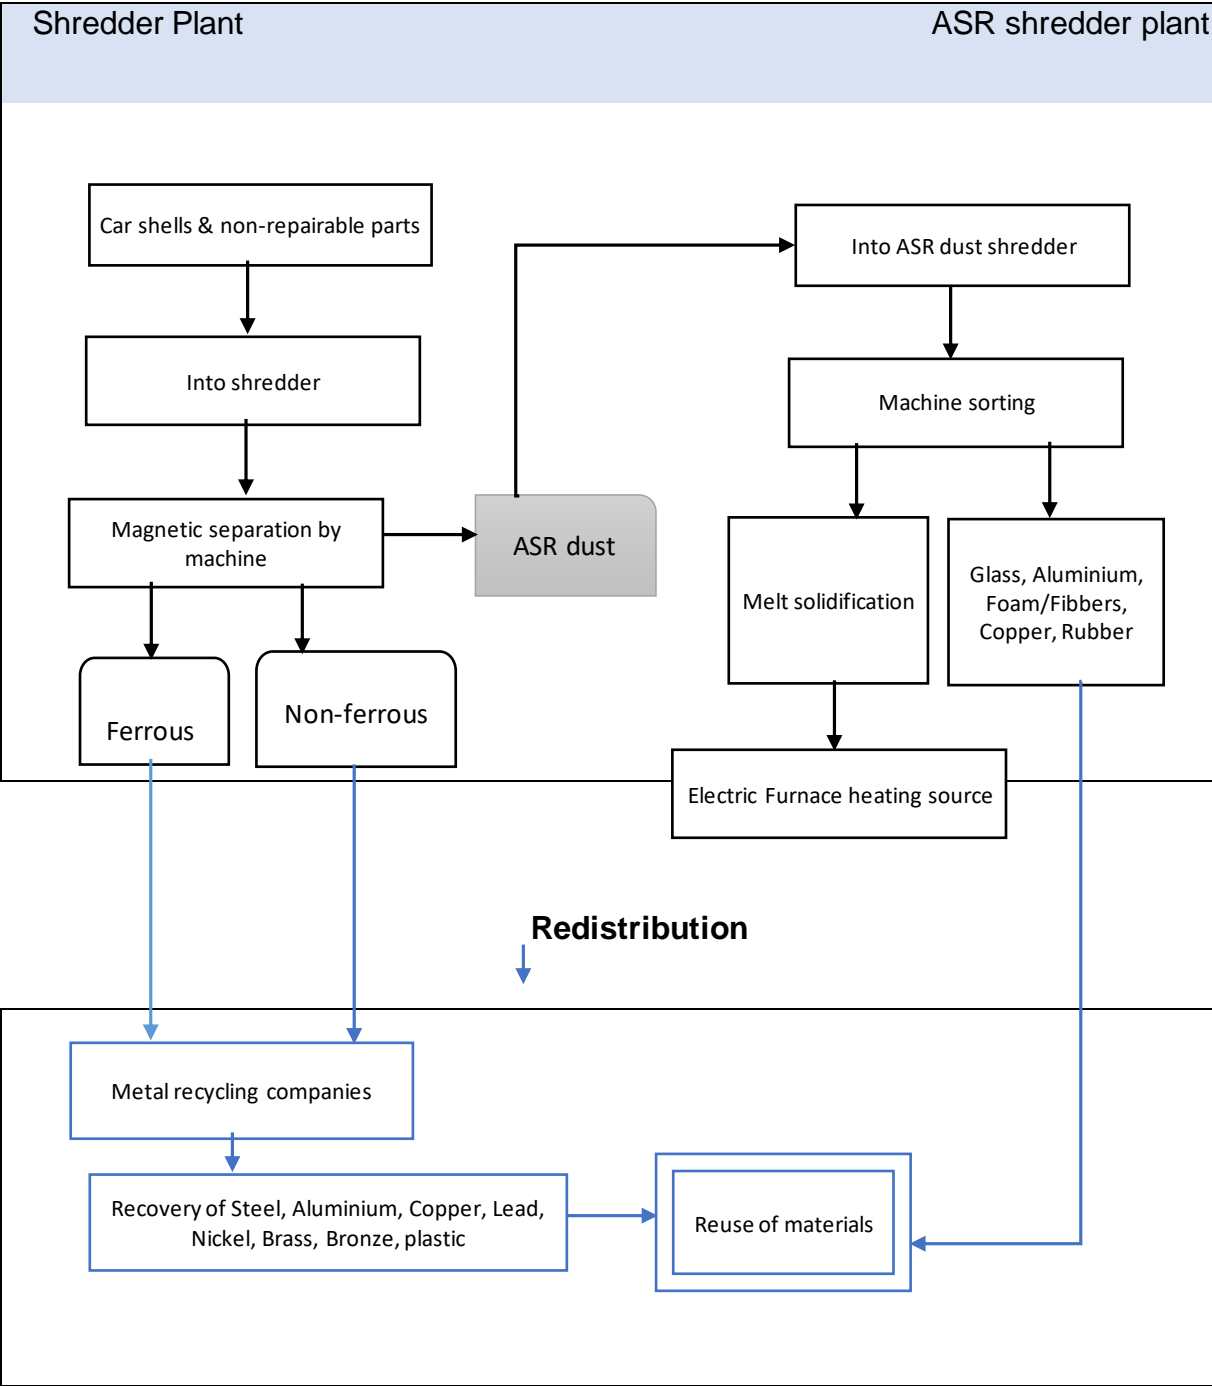 Shredder Plant
ASR shredder plant
Car shells & non-repairable parts
Into ASR dust shredder
Into shredder
Machine sorting
Magnetic separation by
machine
ASR dust
Melt solidification
Glass, Aluminium,
Foam/Fibbers,
Copper, Rubber
Ferrous
Non-ferrous
Electric Furnace heating source
Redistribution
Metal recycling companies
Recovery of Steel, Aluminium, Copper, Lead,
Nickel, Brass, Bronze, plastic
Reuse of materials